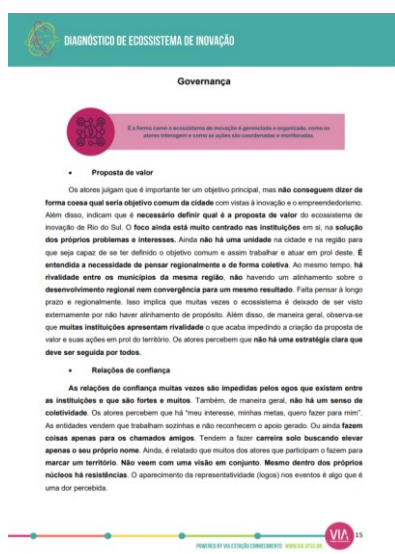 DIAGNÓSTICO DE ECOSSISTEMA DE INOVAÇÃO
Governança
É a forma como o ecossistema de inovação é gerenciado e organizado, como os
atores interagem e como as ações são coordenadas e monitoradas.
• Proposta de valor
Os atores julgam que é importante ter um objetivo principal, mas não conseguem dizer de
forma coesa qual seria objetivo comum da cidade com vistas à inovação e o empreendedorismo.
Além disso, indicam que é necessário definir qual é a proposta de valor do ecossistema de
inovação de Rio do Sul. O foco ainda está muito centrado nas instituições em si, na solução
dos próprios problemas e interesses. Ainda não há uma unidade na cidade e na região para
que seja capaz de se ter definido o objetivo comum e assim trabalhar e atuar em prol deste. É
entendida a necessidade de pensar regionalmente e de forma coletiva. Ao mesmo tempo, há
rivalidade entre os municípios da mesma região, não havendo um alinhamento sobre o
desenvolvimento regional nem convergência para um mesmo resultado. Falta pensar à longo
prazo e regionalmente. Isso implica que muitas vezes o ecossistema é deixado de ser visto
externamente por não haver alinhamento de propósito. Além disso, de maneira geral, observa-se
que muitas instituições apresentam rivalidade o que acaba impedindo a criação da proposta de
valor e suas ações em prol do território. Os atores percebem que não há uma estratégia clara que
deve ser seguida por todos.
• Relações de confiança
As relações de confiança muitas vezes são impedidas pelos egos que existem entre
as instituições e que são fortes e muitos. Também, de maneira geral, não há um senso de
coletividade. Os atores percebem que há “meu interesse, minhas metas, quero fazer para mim”.
As entidades vendem que trabalham sozinhas e não reconhecem o apoio gerado. Ou ainda fazem
coisas apenas para os chamados amigos. Tendem a fazer carreira solo buscando elevar
apenas o seu próprio nome. Ainda, é relatado que muitos dos atores que participam o fazem para
marcar um território. Não veem com uma visão em conjunto. Mesmo dentro dos próprios
núcleos há resistências. O aparecimento da representatividade (logos) nos eventos é algo que é
uma dor percebida.
VIA
15
POWERED BY VIA ESTAÇÃO CONHECIMENTO WWW.VIA.UFSC.BR